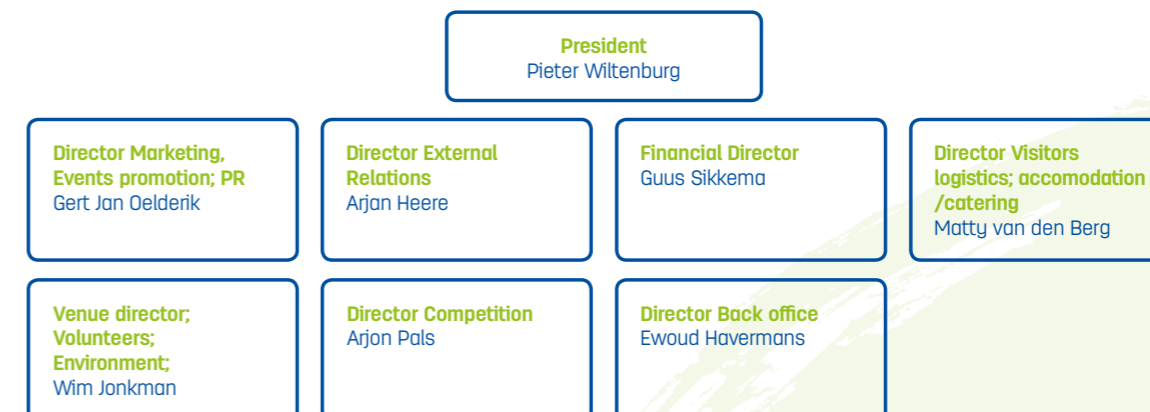 President
Pieter Wiltenburg
Director Marketing,
Events promotion; PR
Gert Jan Oelderik
Director External
Relations
Arjan Heere
Financial Director
Guus Sikkema
Director Visitors
logistics; accomodation
/catering
Matty van den Berg
Venue director;
Volunteers;
Environment;
Wim Jonkman
Director Competition
Arjon Pals
Director Back office
Ewoud Havermans